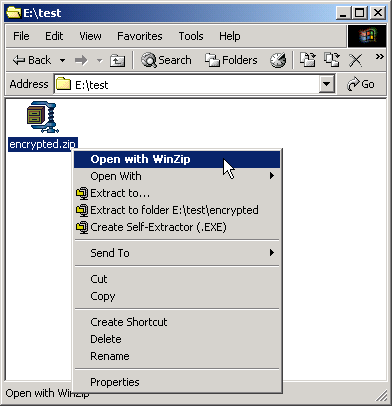 E:\test
File Edit View Favorites Tools Help
Back Search Folders »
Address E:\test Go
encrypted.zip
Open with WinZip
Open With
Extract to...
Extract to folder E:\test\encrypted
Create Self-Extractor (.EXE)
Send To
Cut
Copy
Create Shortcut
Delete
Rename
Properties
Open with WinZip